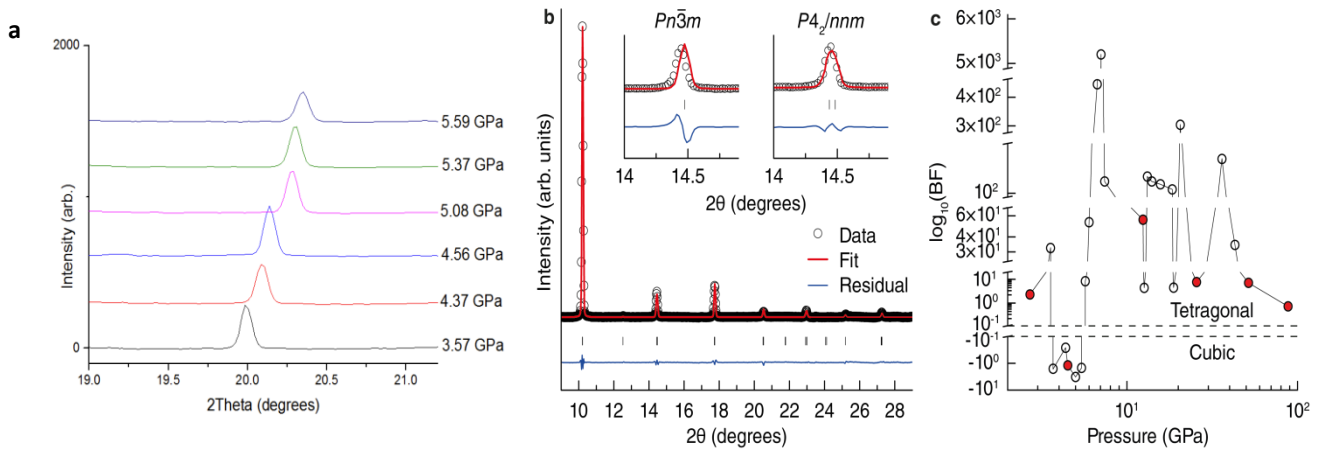 a
2000
0
Intensity (arb.)
5.59 GPa
5.37 GPa
5.08 GPa
4.56 GPa
4.37 GPa
3.57 GPa
19.0 19.5 20.0 20.5 21.0
2Theta (degrees)
b
Pn3̄m P4₂/nnm
14 14.5 14 14.5
2θ (degrees)
Intensity (arb. units)
Data
Fit
Residual
10 12 14 16 18 20 22 24 26 28
2θ (degrees)
c
6×10³
5×10³
4×10²
3×10²
10²
6×10¹
4×10¹
3×10¹
10¹
10⁰
10⁻¹
-10⁻¹
-10⁰
-10¹
log₁₀(BF)
Tetragonal
Cubic
10¹ 10²
Pressure (GPa)